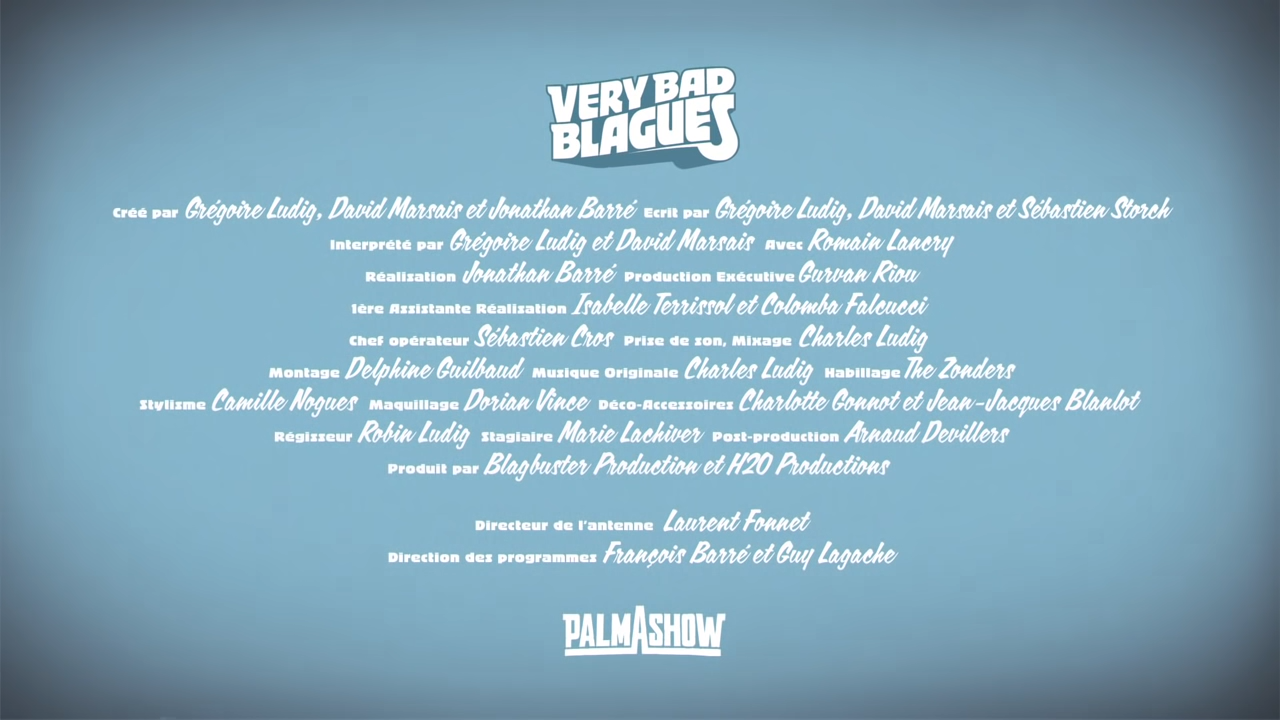 VERY BAD
BLAGUES
Créé par Grégoire Ludig, David Marsais et Jonathan Barré Ecrit par Grégoire Ludig, David Marsais et Sébastien Storch
Interprété par Grégoire Ludig et David Marsais Avec Romain Lancry
Réalisation Jonathan Barré Production Exécutive Gurvan Riou
1ère Assistante Réalisation Isabelle Terrissol et Colomba Falcucci
Chef opérateur Sébastien Cros Prise de son, Mixage Charles Ludig
Montage Delphine Guilbaud Musique Originale Charles Ludig Habillage The Zonders
Stylisme Camille Nogues Maquillage Dorian Vince Déco-Accessoires Charlotte Gonnot et Jean-Jacques Blanlot
Régisseur Robin Ludig Stagiaire Marie Lachiver Post-production Arnaud Devillers
Produit par Blagbuster Production et H2O Productions
Directeur de l'antenne Laurent Fonnet
Direction des programmes François Barré et Guy Lagache
PALMASHOW